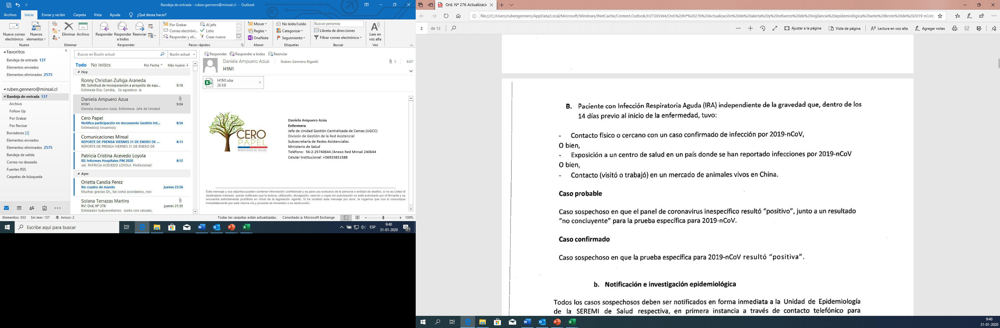 Bandeja de entrada - ruben.gennero@minsal.cl - Outlook
Archivo Inicio Enviar y recibir Carpeta Vista Ayuda ¿Qué desea hacer?
Nuevo correo electrónico
Nuevos elementos
Nuevo
Eliminar Archivo
Eliminar
Responder Responder a todos Reenviar
Responder
Por Grabar Al jefe
Correo electróni... Listo
Responder y eli... Crear nuevo
Pasos rápidos
Mover
Reglas
OneNote
Mover
No leído/Leído
Categorizar
Seguimiento
Etiquetas
Buscar personas
Libreta de direcciones
Filtrar correo electrónico
Buscar
Leer en voz alta
Voz
Favoritos
Bandeja de entrada 137
Elementos enviados
Elementos eliminados 2575
ruben.gennero@minsal.cl
Bandeja de entrada 137
Archivo
Follow Up
Por Grabar
Por Revisar
Borradores [2]
Elementos enviados
Elementos eliminados 2575
Bandeja de salida
Correo no deseado
Fuentes RSS
Carpetas de búsqueda
Buscar en Buzón actual Buzón actual
Todo No leídos Por Fecha Más nuevo
Hoy
Ronny Christian Zuñiga Araneda
RE: Solicitud de incorporación a proyecto de equ... 9:16
Estimada Dra. Candia, Se agradece la
Daniela Ampuero Azua
H1N1 9:04
Daniela Ampuero Azúa Enfermera Jefe de Unidad
Cero Papel
Notifica participación en documento Gestión Int... 8:56
Estimado(s) Usuario(s):
Comunicaciones Minsal
REPORTE DE PRENSA VIERNES 31 DE ENERO DE ... 8:13
REPORTE DE PRENSA VIERNES 31 DE ENERO DE
Patricia Cristina Acevedo Loyola
RE: Informes Hospitales PM 2020 8:12
oki PATRICIA ACEVEDO LOYOLA Profesional/
Ayer
Orietta Candia Perez
Re: cuadro de mando jueves 23:36
Muchas gracias Dr., tal como acordamos, nos
Solana Terrazas Martins
RV: Ord. Nº 276 jueves 21:35
Estimados Subsecretarios: Junto con saludar,
Responder Responder a todos Reenviar
Daniela Ampuero Azua Ruben Gennero Riganti 1 9:07
H1N1
H1N1.xlsx
26 KB
CERO
PAPEL
MINISTERIO DE SALUD
Daniela Ampuero Azúa
Enfermera
Jefe de Unidad Gestión Centralizada de Camas (UGCC)
División de Gestión de la Red Asistencial
Subsecretaría de Redes Asistenciales
Ministerio de Salud
Teléfono: 56-2-25740644 /Anexo Red Minsal 240644
Celular Institucional: +56933851588
Este mensaje y sus adjuntos pueden contener información confidencial y es para uso exclusivo de la persona o entidad de destino, si no es Usted el
destinatario indicado, queda notificado que la lectura, utilización, divulgación, reenvío o copia sin autorización no está autorizado por el firmante y se
encuentra estrictamente prohibido en virtud de la legislación vigente. Si ha recibido este mensaje por error, le rogamos que nos lo comunique
inmediatamente por esta misma vía y proceda de inmediato a su destrucción.
Elementos: 553 Sin leer: 137 Avisos: 2 Todas las carpetas están actualizadas. Conectado a: Microsoft Exchange 100%
Escribe aquí para buscar ESP 9:40
31-01-2020 21
Ord. Nº 276 Actualizaci
file:///C:/Users/rubengennero/AppData/Local/Microsoft/Windows/INetCache/Content.Outlook/H2T3XSW4/Ord.%20Nº%20276%20Actualización%20de%20alerta%20y%20refuerzo%20de%20vigilancia%20epidemiológica%20ante%20brote%20de%202019-nCoV,
2 de 13 Ajustar a la página Vista de página Lectura en voz alta Agregar notas
B. Paciente con Infección Respiratoria Aguda (IRA) independiente de la gravedad que, dentro de los
14 días previo al inicio de la enfermedad, tuvo:
- Contacto físico o cercano con un caso confirmado de infección por 2019-nCoV,
O bien,
- Exposición a un centro de salud en un país donde se han reportado infecciones por 2019-nCoV
O bien,
- Contacto (visitó o trabajó) en un mercado de animales vivos en China.
Caso probable
Caso sospechoso en que el panel de coronavirus inespecífico resultó “positivo”, junto a un resultado
“no concluyente” para la prueba específica para 2019-nCoV.
Caso confirmado
Caso sospechoso en que la prueba específica para 2019-nCoV resultó “positiva”.
b. Notificación e investigación epidemiológica
Todos los casos sospechosos deben ser notificados en forma inmediata a la Unidad de Epidemiología
de la SEREMI de Salud respectiva, en primera instancia a través de contacto telefónico para
9:40
31-01-2020